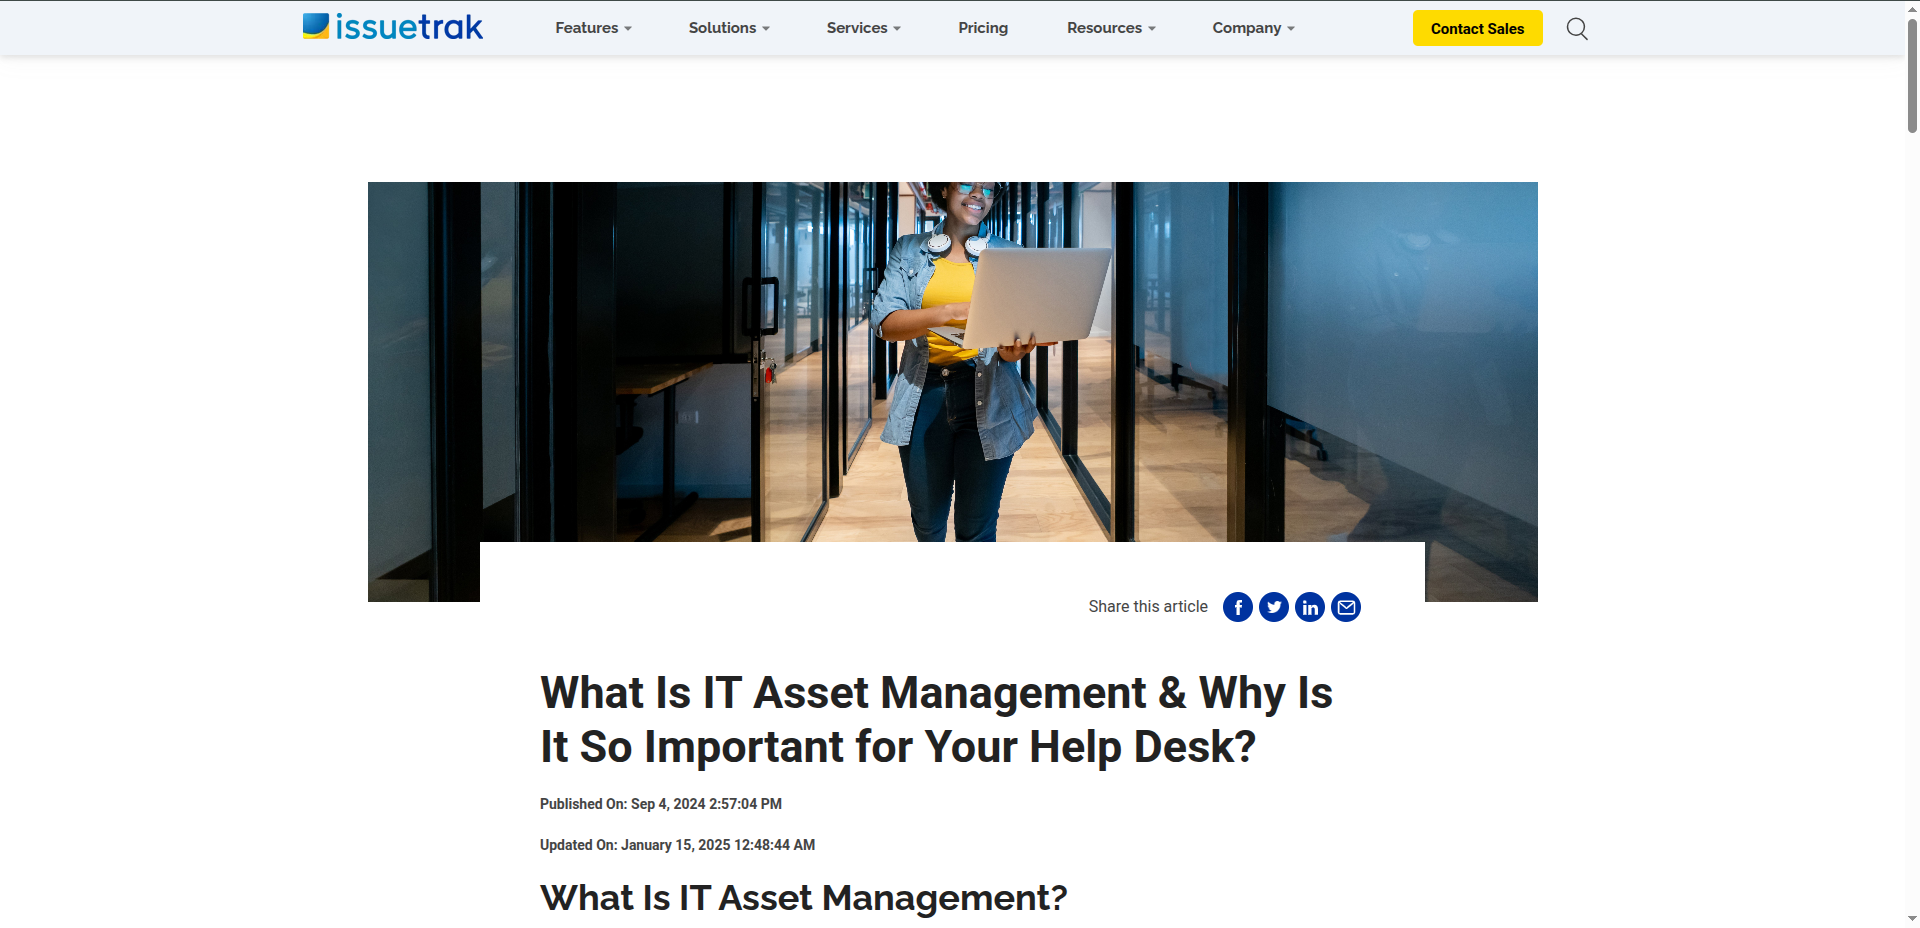 issuetrak
Features
Solutions
Services
Pricing
Resources
Company
Contact Sales
Share this article
What Is IT Asset Management & Why Is
It So Important for Your Help Desk?
Published On: Sep 4, 2024 2:57:04 PM
Updated On: January 15, 2025 12:48:44 AM
What Is IT Asset Management?